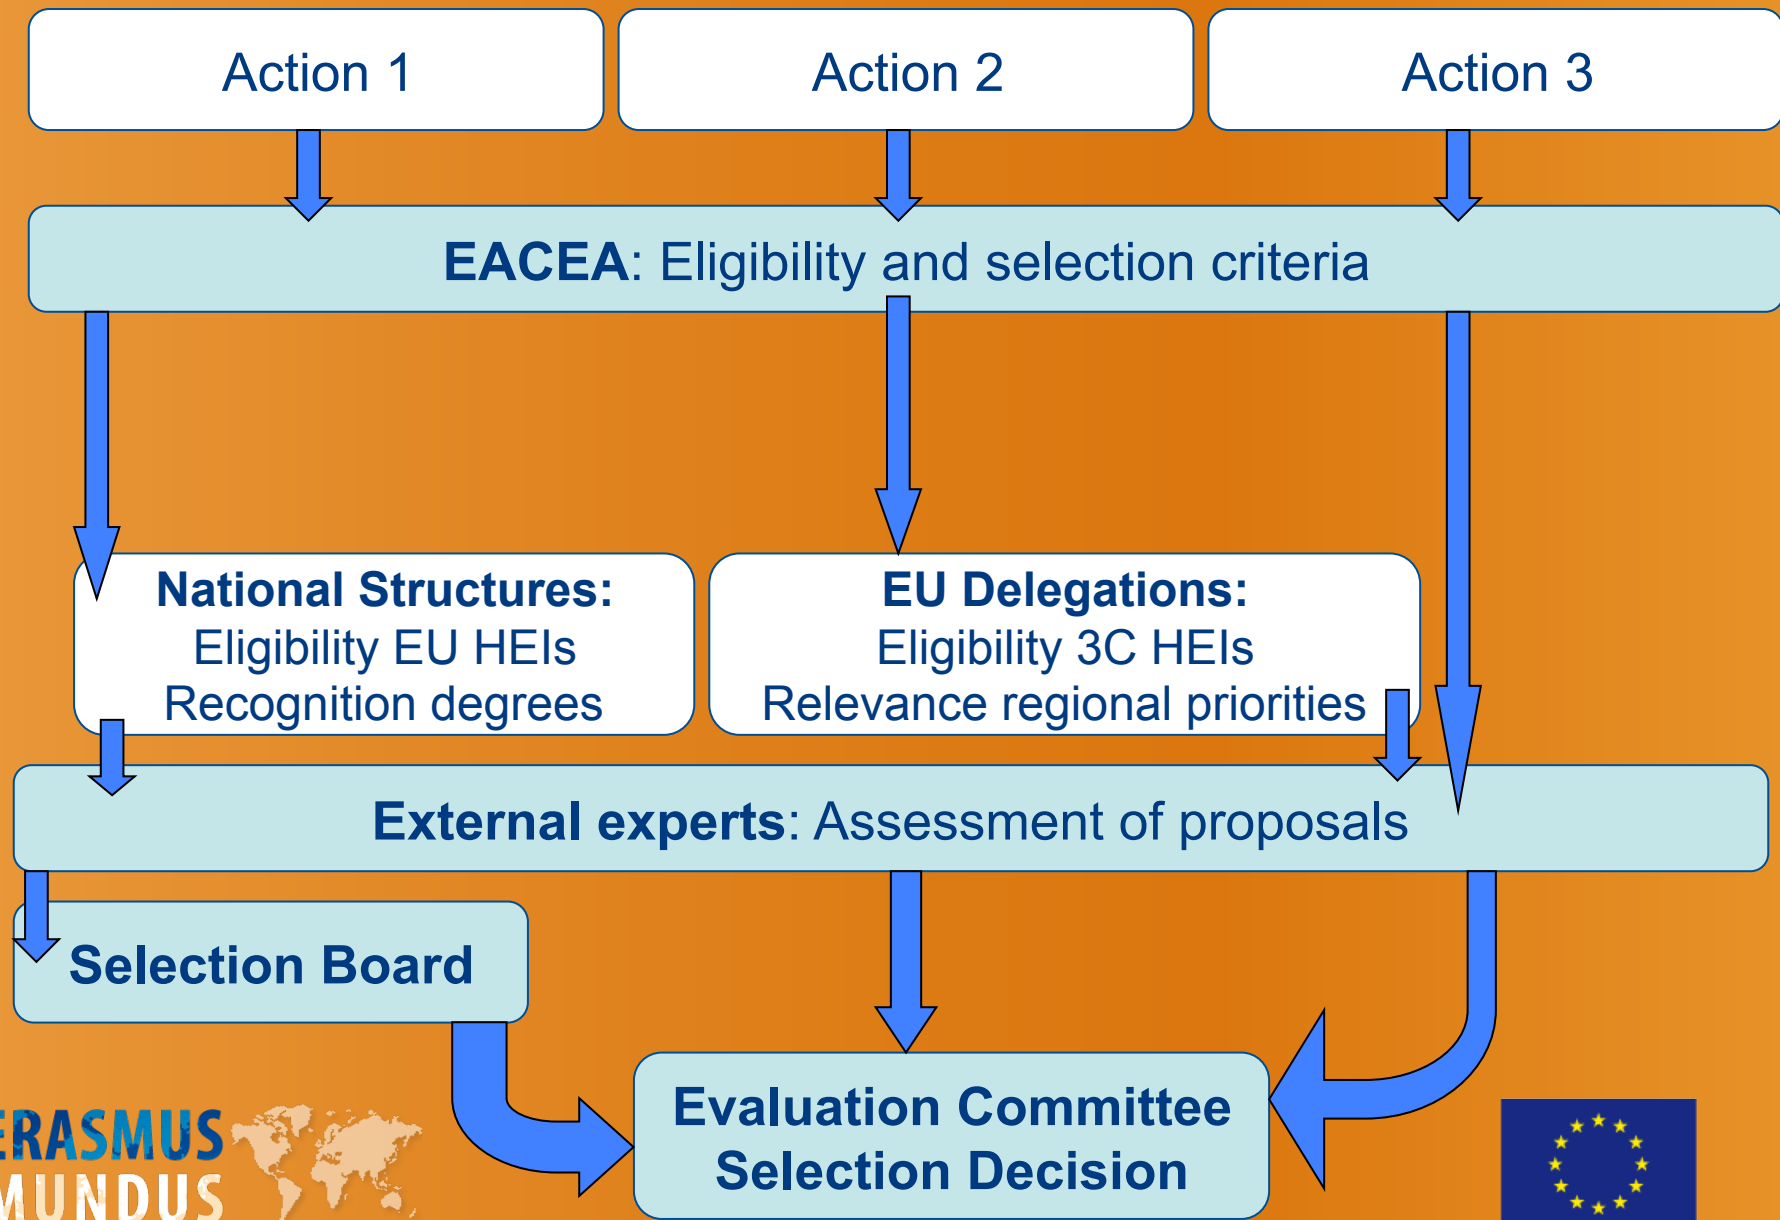 Action 1
Action 2
Action 3
EACEA: Eligibility and selection criteria
National Structures:
Eligibility EU HEIs
Recognition degrees
EU Delegations:
Eligibility 3C HEIs
Relevance regional priorities
External experts: Assessment of proposals
Selection Board
Evaluation Committee
Selection Decision
ERASMUS
MUNDUS